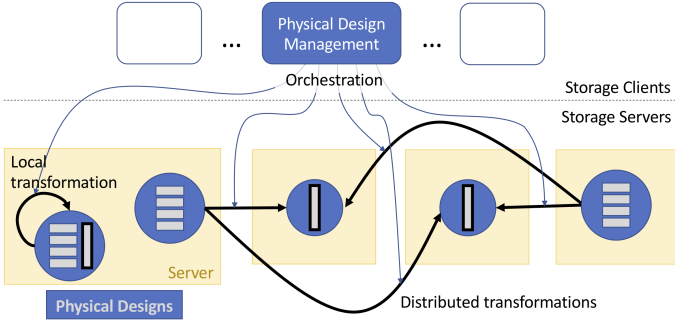 Physical Design
Management
...
...
Orchestration
Storage Clients
Storage Servers
Local
transformation
Server
Physical Designs
Distributed transformations